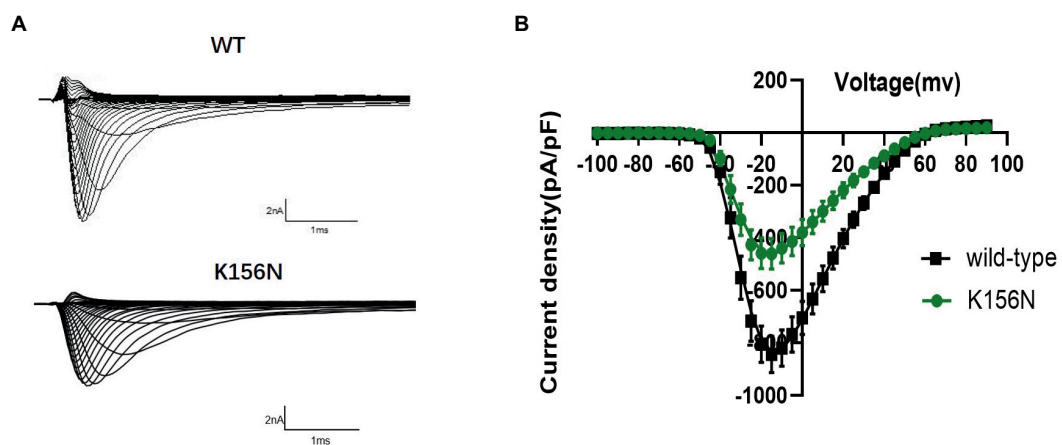 A
WT
2nA
1ms
K156N
2nA
1ms
B
Voltage(mv)
Current density(pA/pF)
200
-100 -80 -60 -40 -20 20 40 60 80 100
-200
-400
-600
-800
-1000
wild-type
K156N